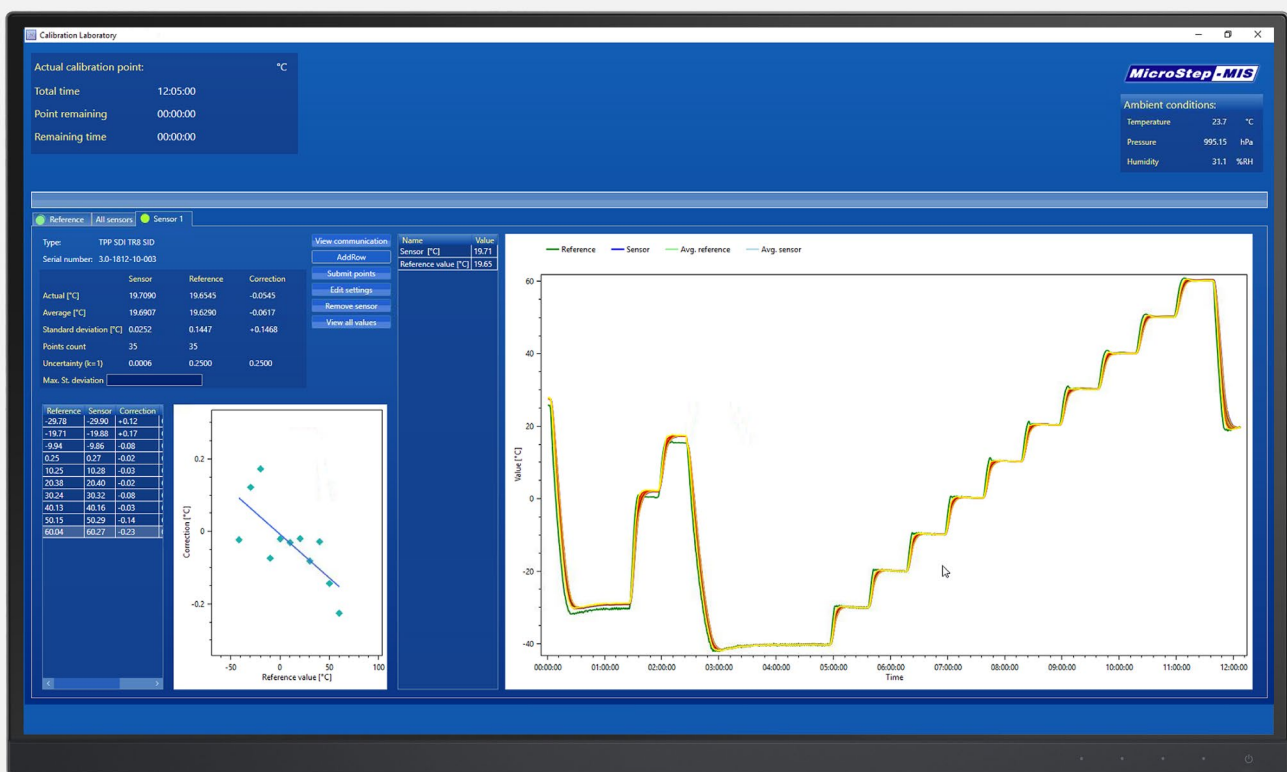 Calibration Laboratory
Actual calibration point: °C
Total time 12:05:00
Point remaining 00:00:00
Remaining time 00:00:00
MicroStep-MIS
Ambient conditions:
Temperature 23.7 °C
Pressure 995.15 hPa
Humidity 31.1 %RH
Reference All sensors Sensor 1
Type: TPP SDI TR8 SID
Serial number: 3.0-1812-10-003
Sensor Reference Correction
Actual [°C] 19.7090 19.6545 -0.0545
Average [°C] 19.6907 19.6290 -0.0617
Standard deviation [°C] 0.0252 0.1447 +0.1468
Points count 35 35
Uncertainty (k=1) 0.0006 0.2500 0.2500
Max. St. deviation
View communication
AddRow
Submit points
Edit settings
Remove sensor
View all values
Name Value
Sensor [°C] 19.71
Reference value [°C] 19.65
Reference Sensor Correction
-29.78 -29.90 +0.12
-19.71 -19.88 +0.17
-9.94 -9.86 -0.08
0.25 0.27 -0.02
10.25 10.28 -0.03
20.38 20.40 -0.02
30.24 30.32 -0.08
40.13 40.16 -0.03
50.15 50.29 -0.14
60.04 60.27 -0.23
0.2
0
-0.2
Correction [°C]
-50 0 50 100
Reference value [°C]
Reference Sensor Avg. reference Avg. sensor
60
40
20
0
-20
-40
Value [°C]
00:00:00 01:00:00 02:00:00 03:00:00 04:00:00 05:00:00 06:00:00 07:00:00 08:00:00 09:00:00 10:00:00 11:00:00 12:00:00
Time